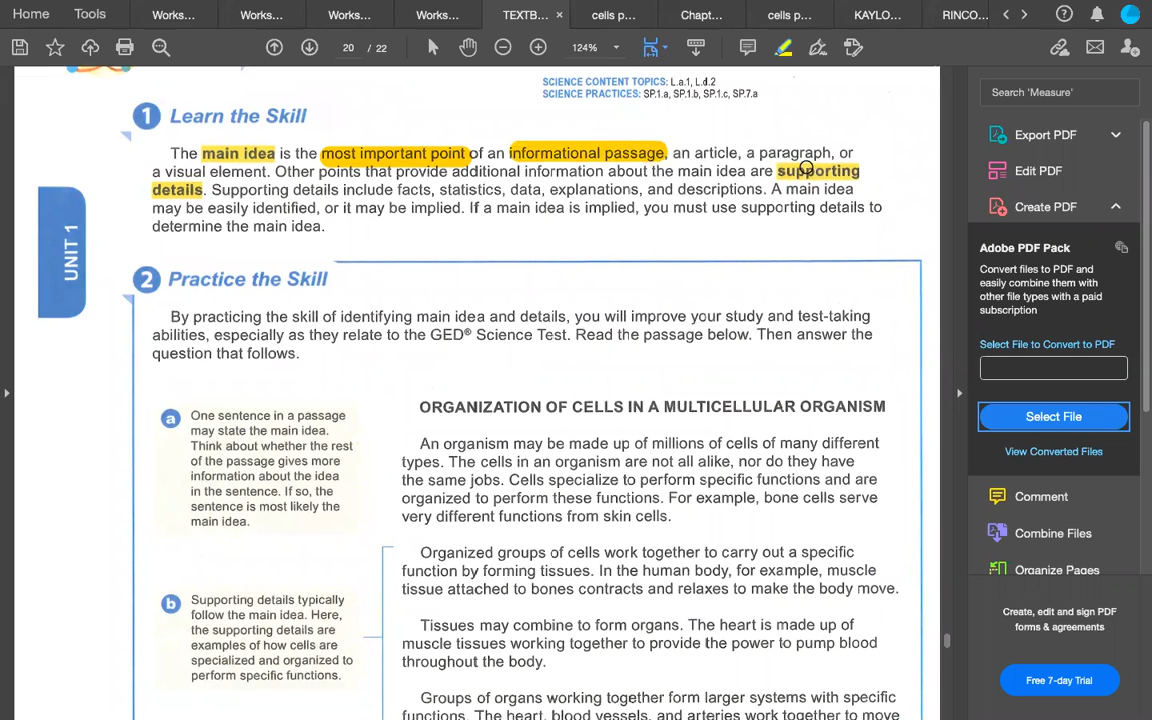 Home Tools Works... Works... Works... Works... TEXTB... × cells p... Chapt... cells p... KAYLO... RINCO...
20 / 22 124%
SCIENCE CONTENT TOPICS: L.a.1, L.d.2
SCIENCE PRACTICES: SP.1.a, SP.1.b, SP.1.c, SP.7.a
1 Learn the Skill
The main idea is the most important point of an informational passage, an article, a paragraph, or
a visual element. Other points that provide additional information about the main idea are supporting
details. Supporting details include facts, statistics, data, explanations, and descriptions. A main idea
may be easily identified, or it may be implied. If a main idea is implied, you must use supporting details to
determine the main idea.
UNIT 1
2 Practice the Skill
By practicing the skill of identifying main idea and details, you will improve your study and test-taking
abilities, especially as they relate to the GED® Science Test. Read the passage below. Then answer the
question that follows.
a One sentence in a passage
may state the main idea.
Think about whether the rest
of the passage gives more
information about the idea
in the sentence. If so, the
sentence is most likely the
main idea.
b Supporting details typically
follow the main idea. Here,
the supporting details are
examples of how cells are
specialized and organized to
perform specific functions.
ORGANIZATION OF CELLS IN A MULTICELLULAR ORGANISM
An organism may be made up of millions of cells of many different
types. The cells in an organism are not all alike, nor do they have
the same jobs. Cells specialize to perform specific functions and are
organized to perform these functions. For example, bone cells serve
very different functions from skin cells.
Organized groups of cells work together to carry out a specific
function by forming tissues. In the human body, for example, muscle
tissue attached to bones contracts and relaxes to make the body move.
Tissues may combine to form organs. The heart is made up of
muscle tissues working together to provide the power to pump blood
throughout the body.
Groups of organs working together form larger systems with specific
functions. The heart, blood vessels, and arteries work together to move
Search 'Measure'
Export PDF
Edit PDF
Create PDF
Adobe PDF Pack
Convert files to PDF and
easily combine them with
other file types with a paid
subscription
Select File to Convert to PDF
Select File
View Converted Files
Comment
Combine Files
Organize Pages
Create, edit and sign PDF
forms & agreements
Free 7-day Trial